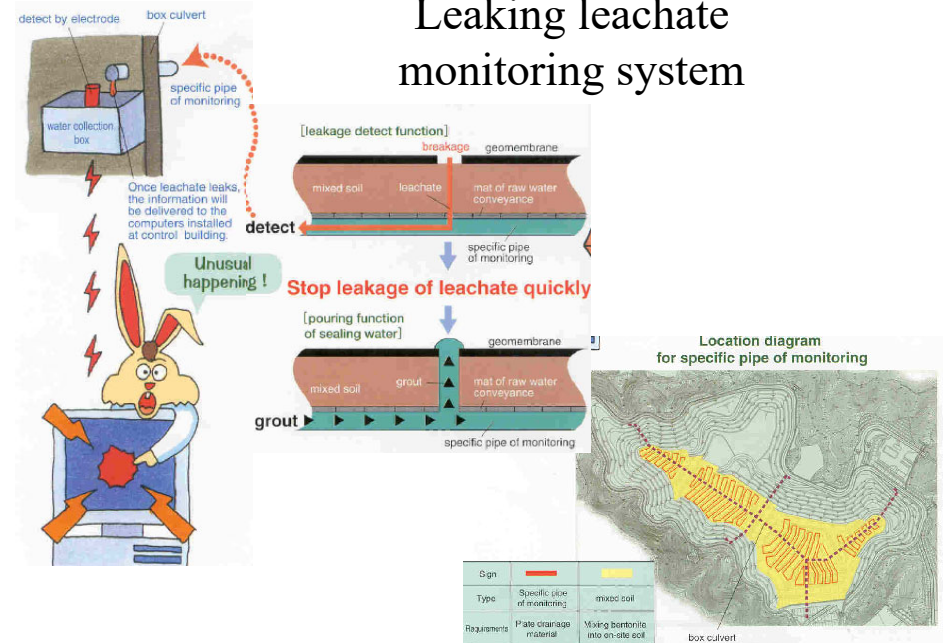 Leaking leachate
monitoring system
detect by electrode
box culvert
specific pipe
of monitoring
water collection
box
Once leachate leaks,
the information will
be delivered to the
computers installed
at control building.
Unusual
happening !
[leakage detect function]
breakage
geomembrane
mixed soil
leachate
mat of raw water
conveyance
detect
specific pipe
of monitoring
Stop leakage of leachate quickly
[pouring function
of sealing water]
geomembrane
mixed soil
grout
mat of raw water
conveyance
grout
specific pipe of monitoring
Location diagram
for specific pipe of monitoring
box culvert
Sign
Type
Specific pipe
of monitoring
mixed soil
Requirements
Plate drainage
material
Mixing bentonite
into on-site soil